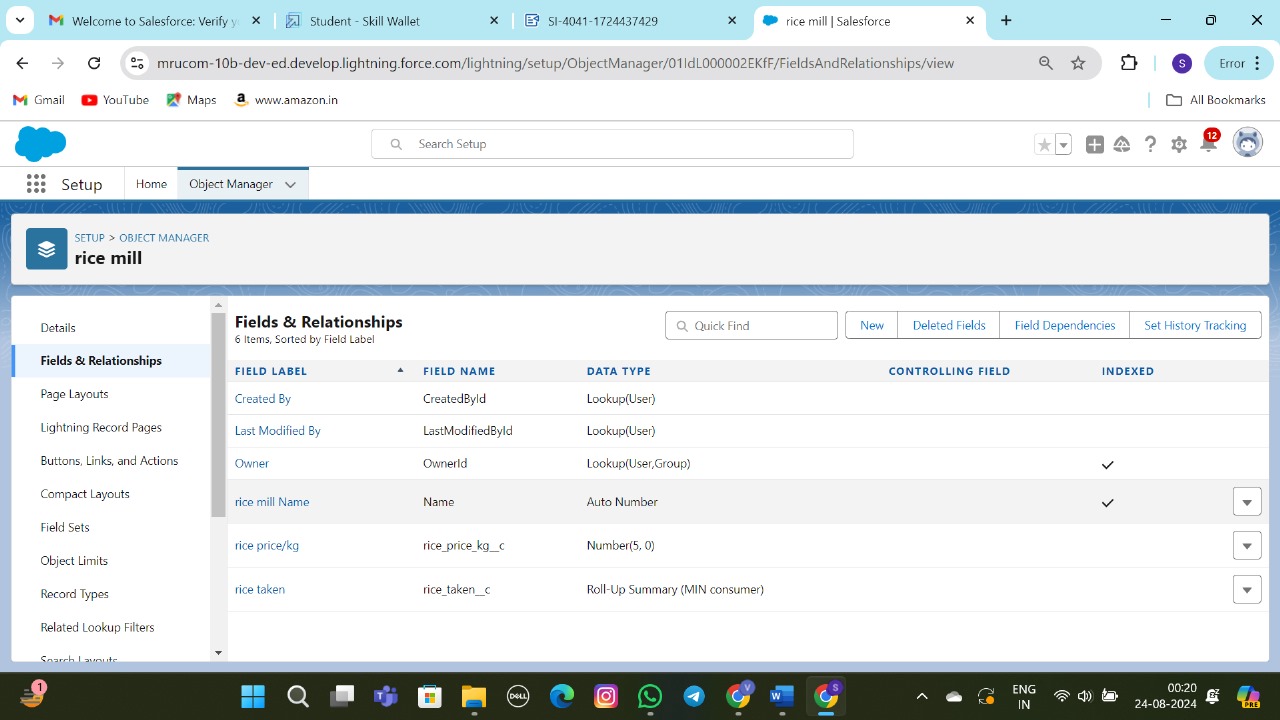 Welcome to Salesforce: Verify y
Student - Skill Wallet
SI-4041-1724437429
rice mill | Salesforce
mrucom-10b-dev-ed.develop.lightning.force.com/lightning/setup/ObjectManager/01IdL000002EKfF/FieldsAndRelationships/view
S
Error
Gmail
YouTube
Maps
www.amazon.in
All Bookmarks
Search Setup
12
Setup
Home
Object Manager
SETUP > OBJECT MANAGER
rice mill
Details
Fields & Relationships
Page Layouts
Lightning Record Pages
Buttons, Links, and Actions
Compact Layouts
Field Sets
Object Limits
Record Types
Related Lookup Filters
Search Layouts
Fields & Relationships
6 Items, Sorted by Field Label
Quick Find
New
Deleted Fields
Field Dependencies
Set History Tracking
FIELD LABEL FIELD NAME DATA TYPE CONTROLLING FIELD INDEXED
Created By CreatedById Lookup(User)
Last Modified By LastModifiedById Lookup(User)
Owner OwnerId Lookup(User,Group)
rice mill Name Name Auto Number
rice price/kg rice_price_kg__c Number(5, 0)
rice taken rice_taken__c Roll-Up Summary (MIN consumer)
1
DELL
V
S
ENG
IN
00:20
24-08-2024
PRE